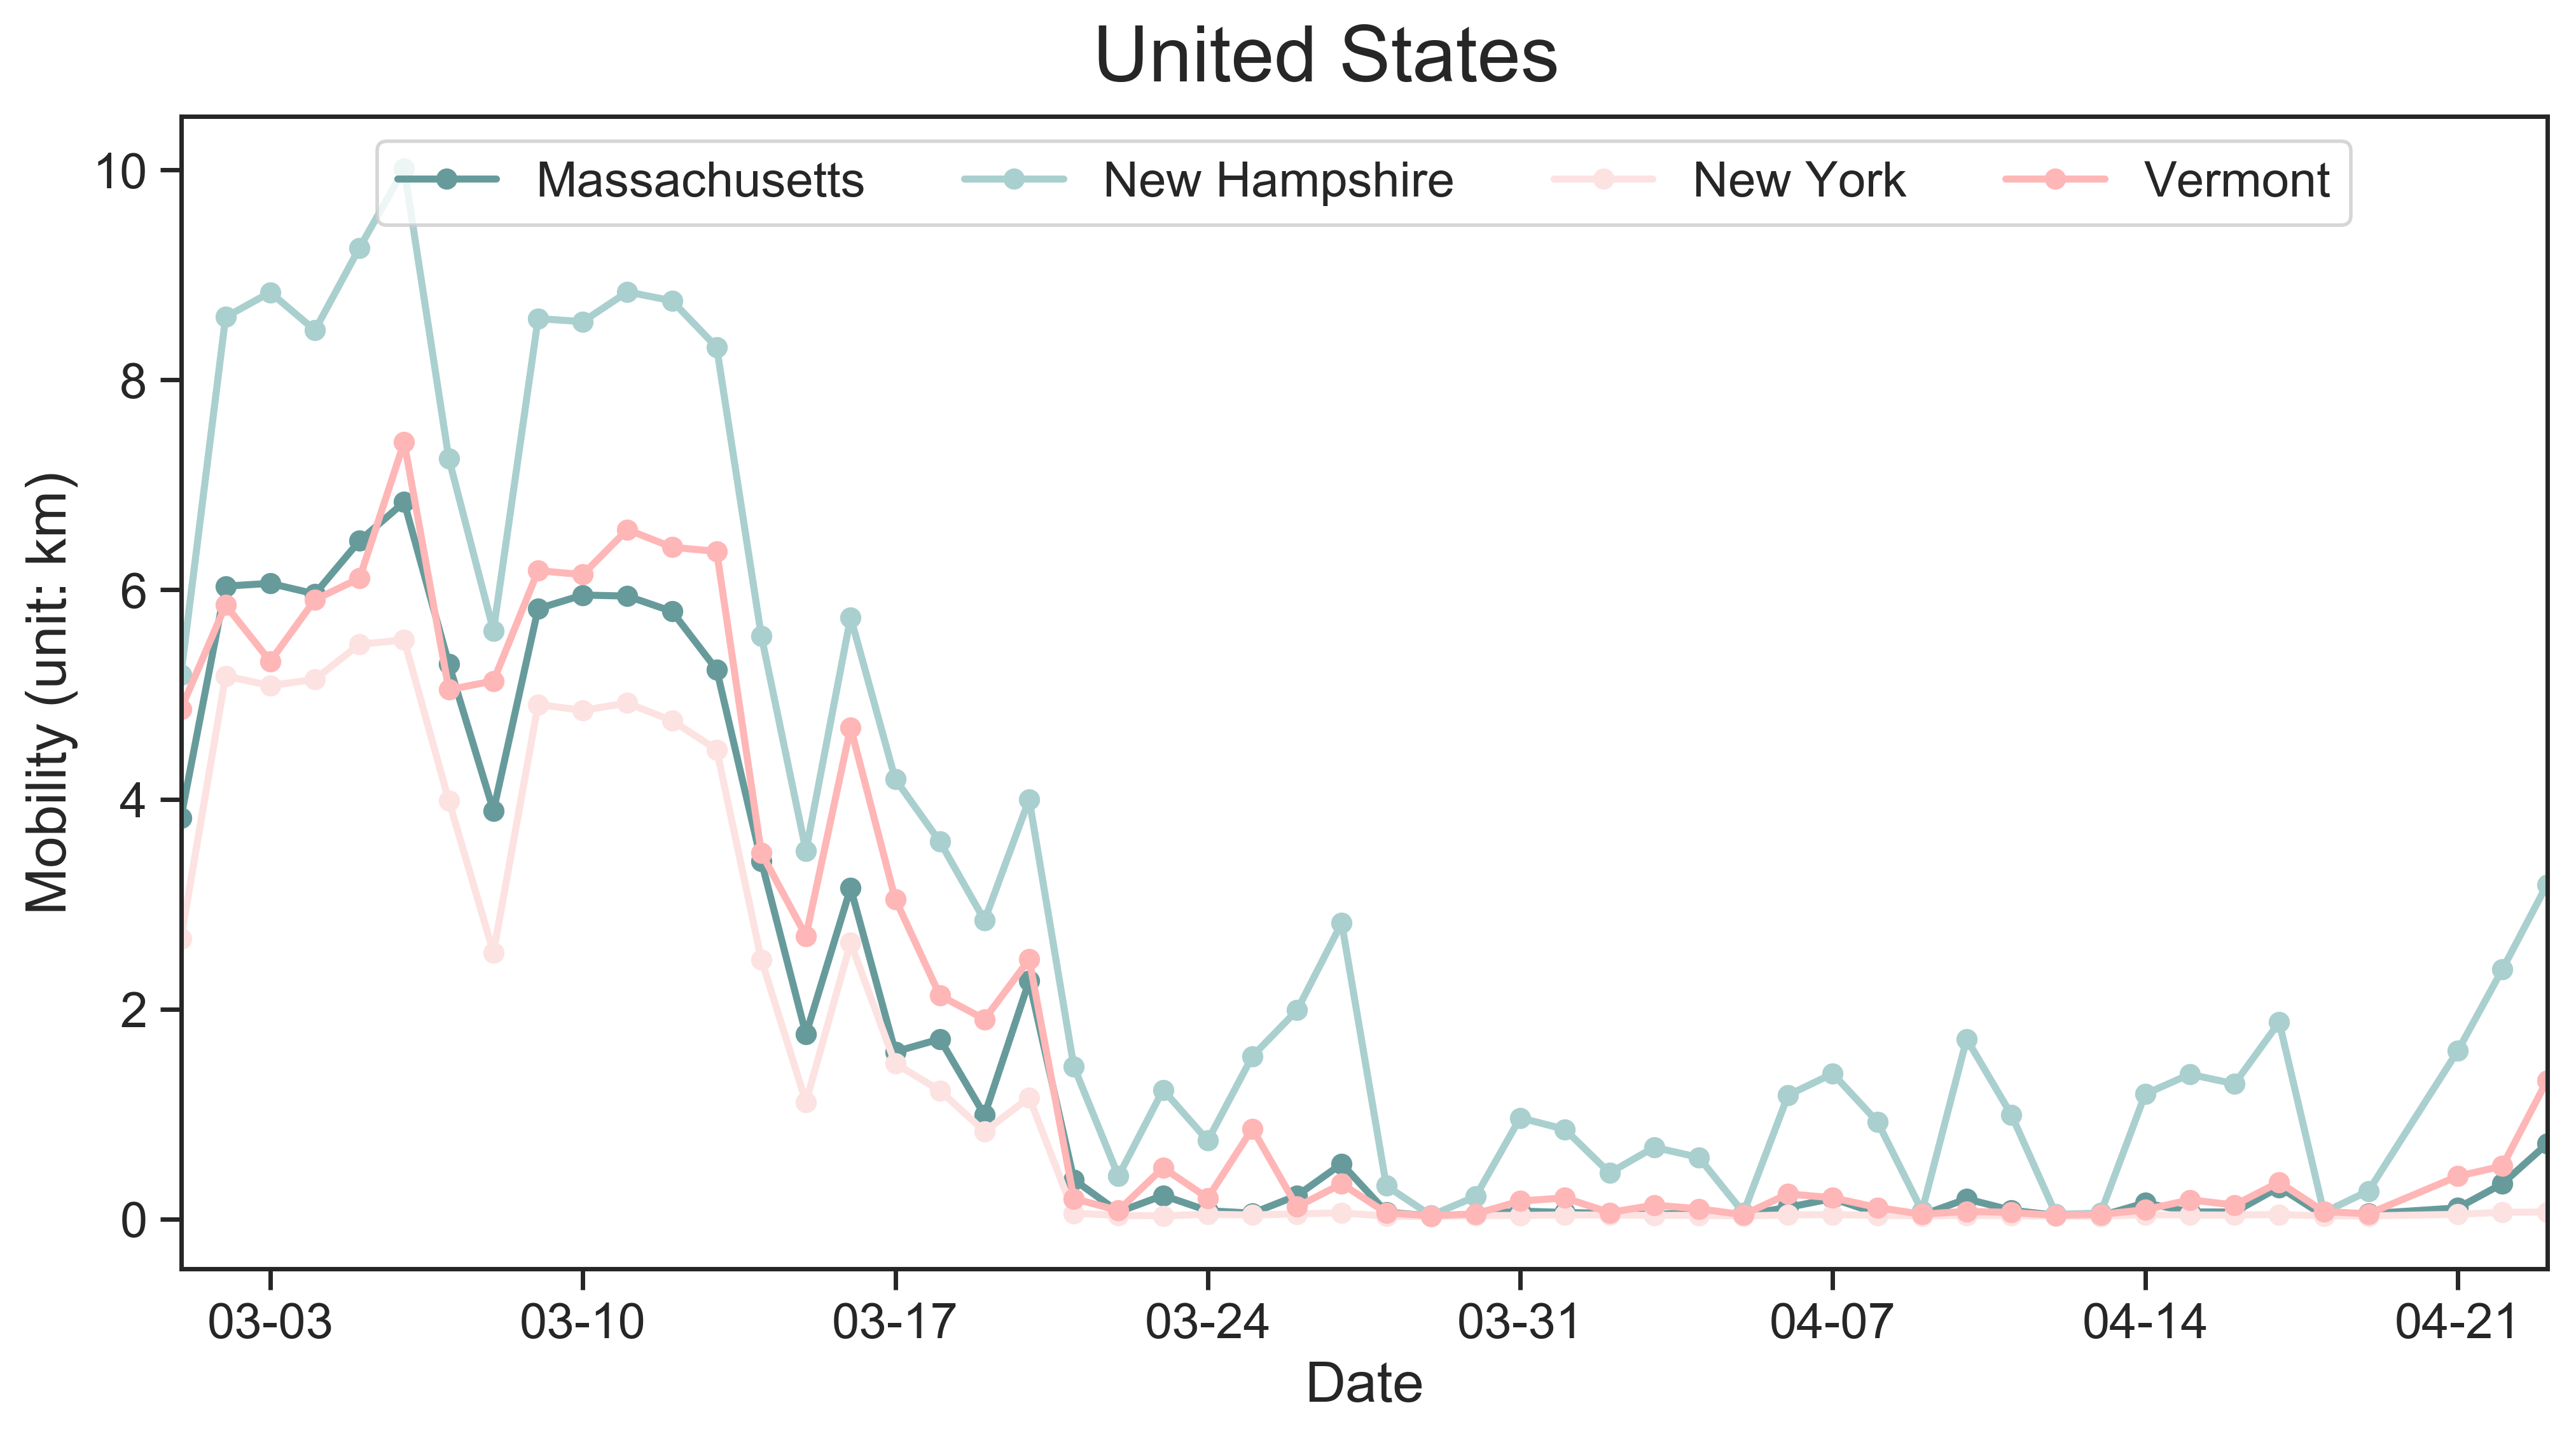 United States
Massachusetts New Hampshire New York Vermont
Mobility (unit: km)
10
8
6
4
2
0
03-03 03-10 03-17 03-24 03-31 04-07 04-14 04-21
Date